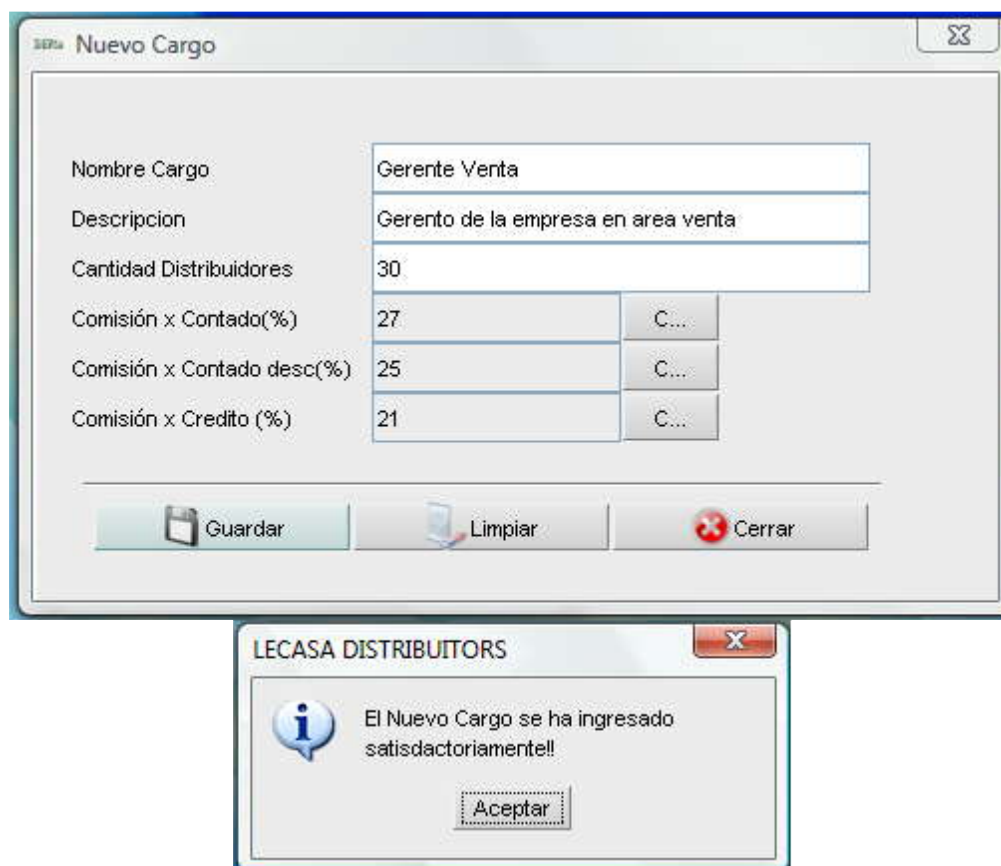 Nuevo Cargo
Nombre Cargo Gerente Venta
Descripcion Gerento de la empresa en area venta
Cantidad Distribuidores 30
Comisión x Contado(%) 27 C...
Comisión x Contado desc(%) 25 C...
Comisión x Credito (%) 21 C...
Guardar Limpiar Cerrar
LECASA DISTRIBUITORS
El Nuevo Cargo se ha ingresado
satisdactoriamente!!
Aceptar